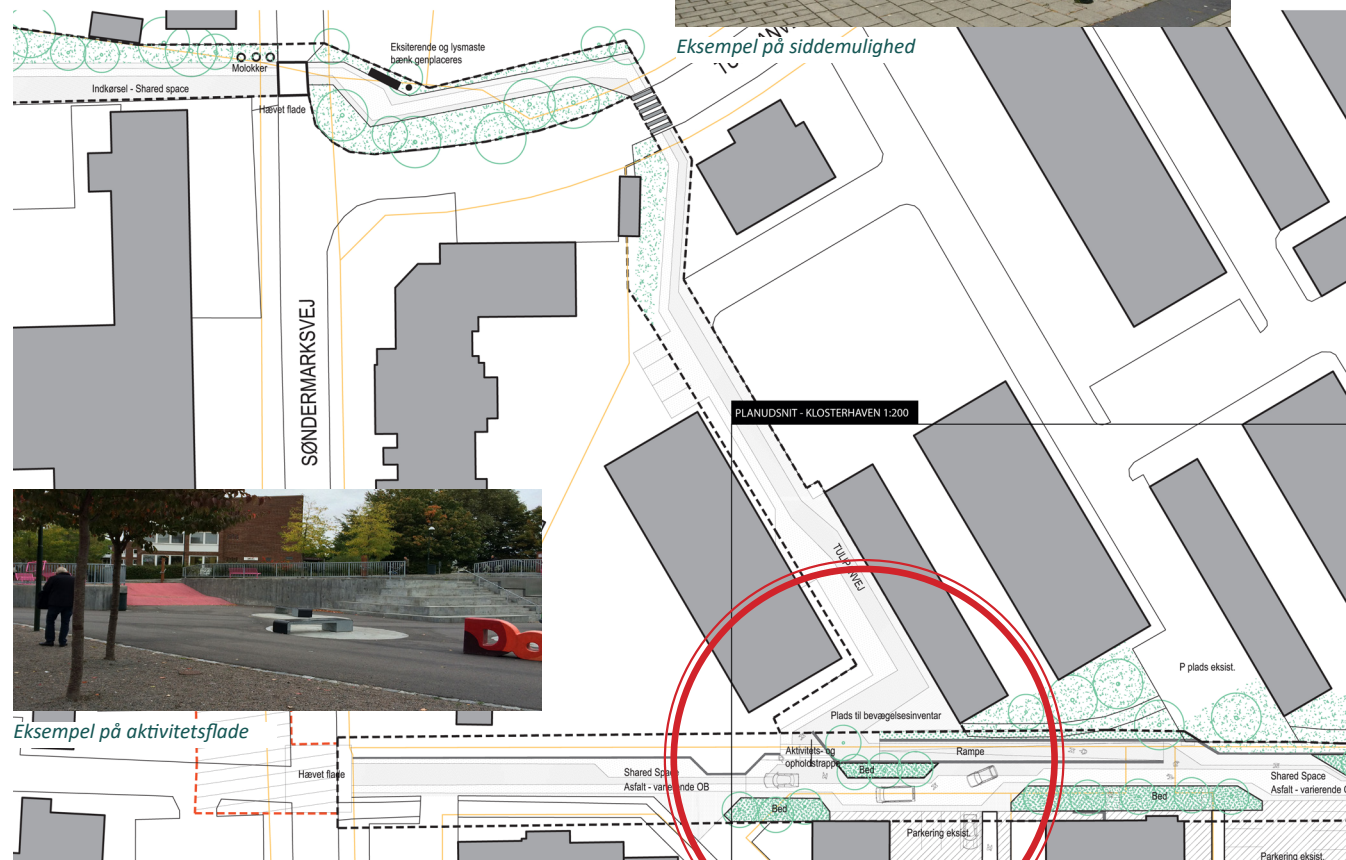 Eksempel på siddemulighed
Eksiterende og lysmaste
bænk genplaceres
Molokker
Indkørsel - Shared space
Hævet flade
SØNDERMARKSVEJ
PLANUDSNIT - KLOSTERHAVEN 1:200
P plads eksist.
Eksempel på aktivitetsflade
Plads til bevægelsesinventar
Aktivitets- og
opholdstrappe
Rampe
Bed
Hævet flade
Shared Space
Asfalt - varierende OB
Shared Space
Asfalt - varierende
Bed
Bed
Parkering eksist.
Parkering eksist.